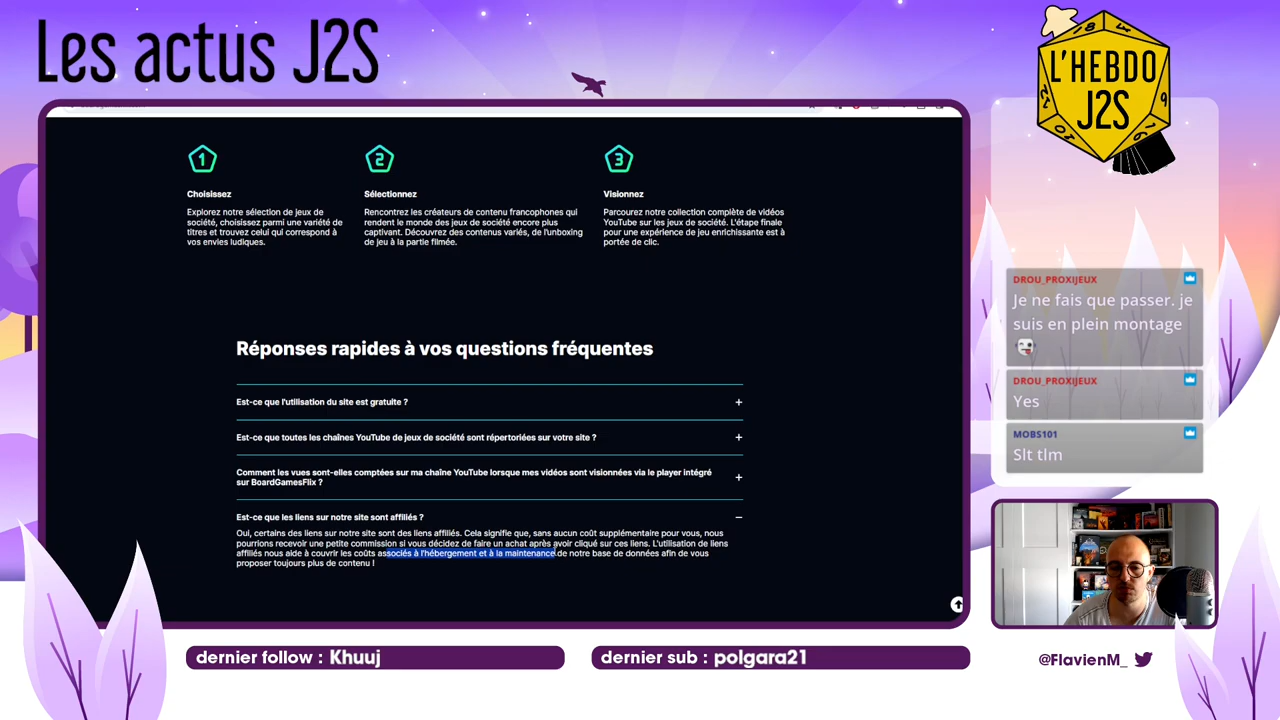 Les actus J2S
L'HEBDO
J2S
18
4
9
16
10
12
1
2
3
Choisissez
Sélectionnez
Visionnez
Explorez notre sélection de jeux de
société, choisissez parmi une variété de
titres et trouvez celui qui correspond à
vos envies ludiques.
Rencontrez les créateurs de contenu francophones qui
rendent le monde des jeux de société encore plus
captivant. Découvrez des contenus variés, de l'unboxing
de jeu à la partie filmée.
Parcourez notre collection complète de vidéos
YouTube sur les jeux de société. L'étape finale
pour une expérience de jeu enrichissante est à
portée de clic.
Réponses rapides à vos questions fréquentes
Est-ce que l'utilisation du site est gratuite ? +
Est-ce que toutes les chaînes YouTube de jeux de société sont répertoriées sur votre site ? +
Comment les vues sont-elles comptées sur ma chaîne YouTube lorsque mes vidéos sont visionnées via le player intégré
sur BoardGamesFlix ? +
Est-ce que les liens sur notre site sont affiliés ? −
Oui, certains des liens sur notre site sont des liens affiliés. Cela signifie que, sans aucun coût supplémentaire pour vous, nous
pourrions recevoir une petite commission si vous décidez de faire un achat après avoir cliqué sur ces liens. L'utilisation de liens
affiliés nous aide à couvrir les coûts associés à l'hébergement et à la maintenance de notre base de données afin de vous
proposer toujours plus de contenu !
DROU_PROXIJEUX
Je ne fais que passer. je
suis en plein montage
DROU_PROXIJEUX
Yes
MOBS101
Slt tlm
dernier follow : Khuuj
dernier sub : polgara21
@FlavienM_